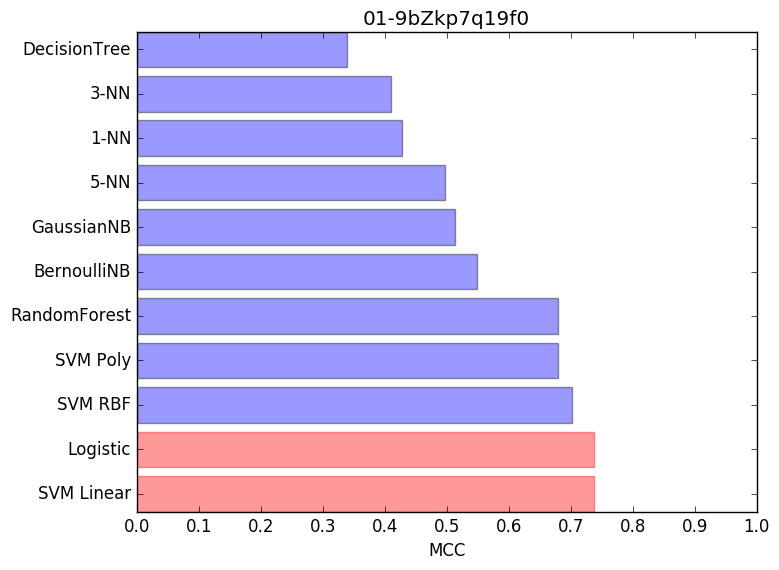 01-9bZkp7q19f0
DecisionTree
3-NN
1-NN
5-NN
GaussianNB
BernoulliNB
RandomForest
SVM Poly
SVM RBF
Logistic
SVM Linear
0.0 0.1 0.2 0.3 0.4 0.5 0.6 0.7 0.8 0.9 1.0
MCC